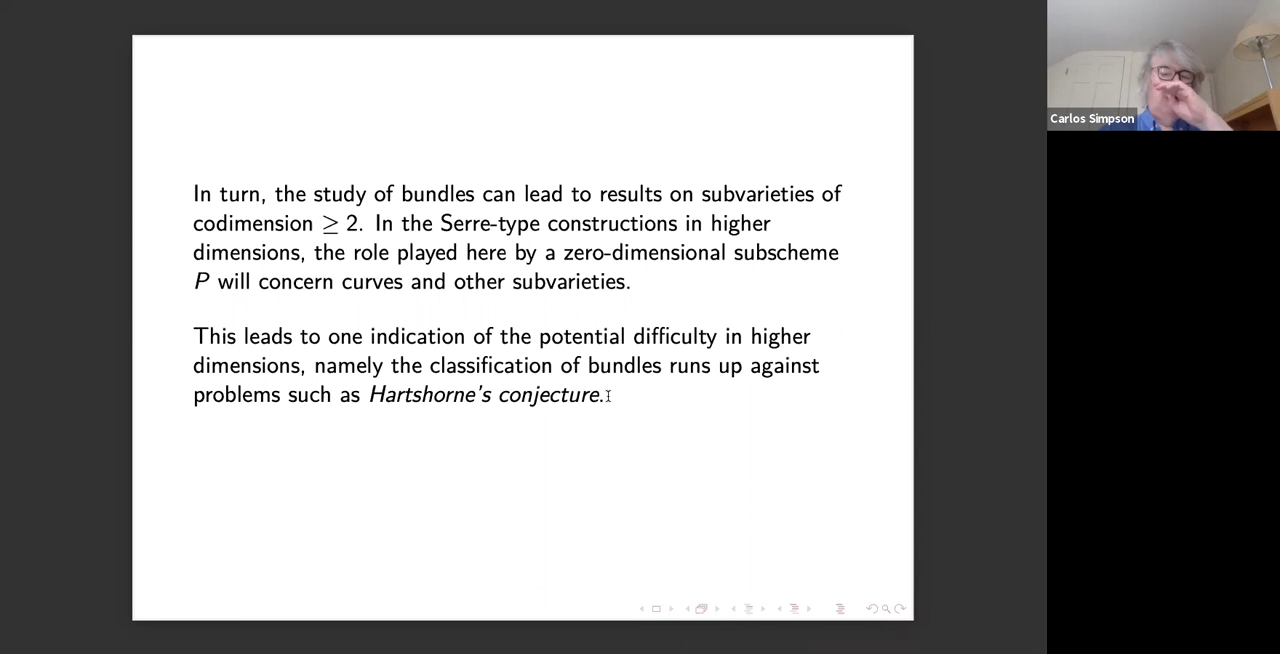 In turn, the study of bundles can lead to results on subvarieties of
codimension ≥ 2. In the Serre-type constructions in higher
dimensions, the role played here by a zero-dimensional subscheme
P will concern curves and other subvarieties.
This leads to one indication of the potential difficulty in higher
dimensions, namely the classification of bundles runs up against
problems such as Hartshorne's conjecture.
Carlos Simpson